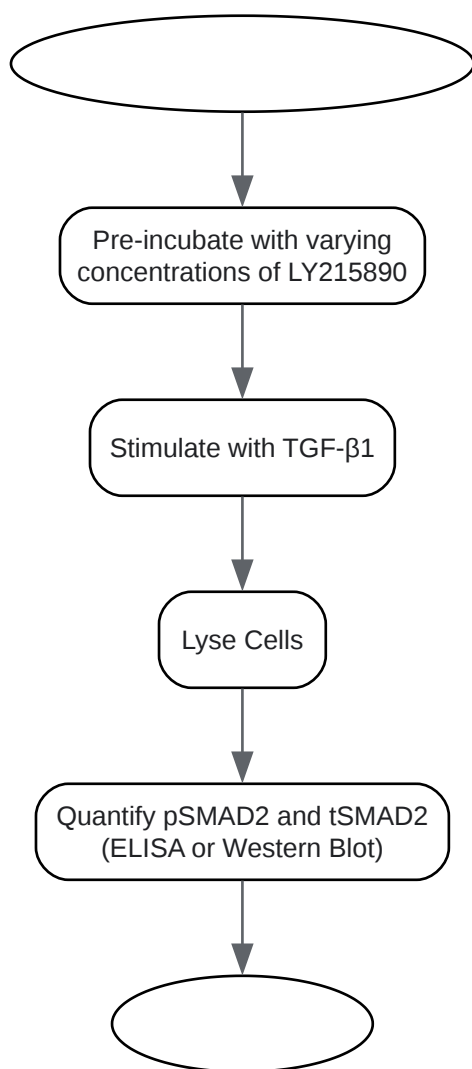 Pre-incubate with varying
concentrations of LY215890
Stimulate with TGF-β1
Lyse Cells
Quantify pSMAD2 and tSMAD2
(ELISA or Western Blot)